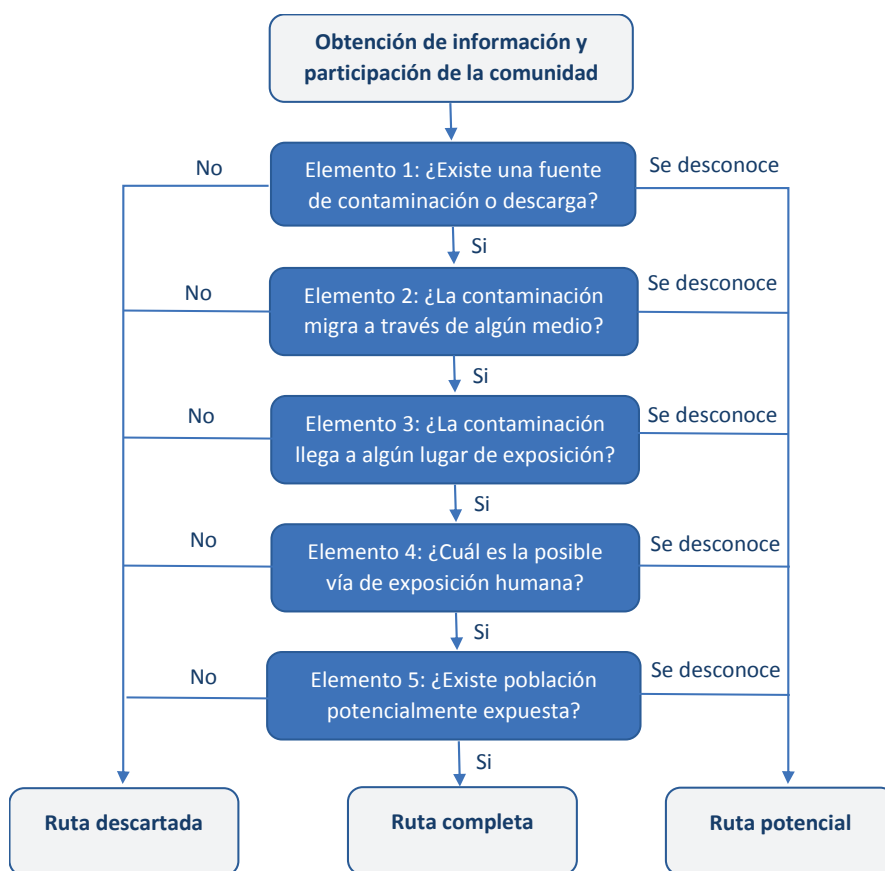 Obtención de información y
participación de la comunidad
No
Elemento 1: ¿Existe una fuente
de contaminación o descarga?
Se desconoce
Si
No
Elemento 2: ¿La contaminación
migra a través de algún medio?
Se desconoce
Si
No
Elemento 3: ¿La contaminación
llega a algún lugar de exposición?
Se desconoce
Si
No
Elemento 4: ¿Cuál es la posible
vía de exposición humana?
Se desconoce
Si
No
Elemento 5: ¿Existe población
potencialmente expuesta?
Se desconoce
Si
Ruta descartada
Ruta completa
Ruta potencial